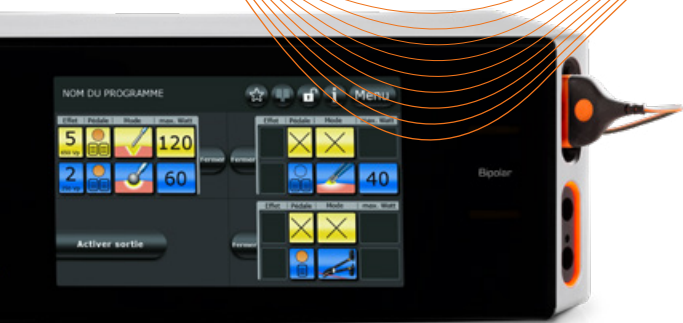 NOM DU PROGRAMME
i
Menu
Effet Pédale Mode max. Watt
5
120
2
60
Fermer
Effet Pédale Mode max. Watt
Fermer
40
Activer sortie
Effet Pédale Mode max. Watt
Fermer
Bipolar